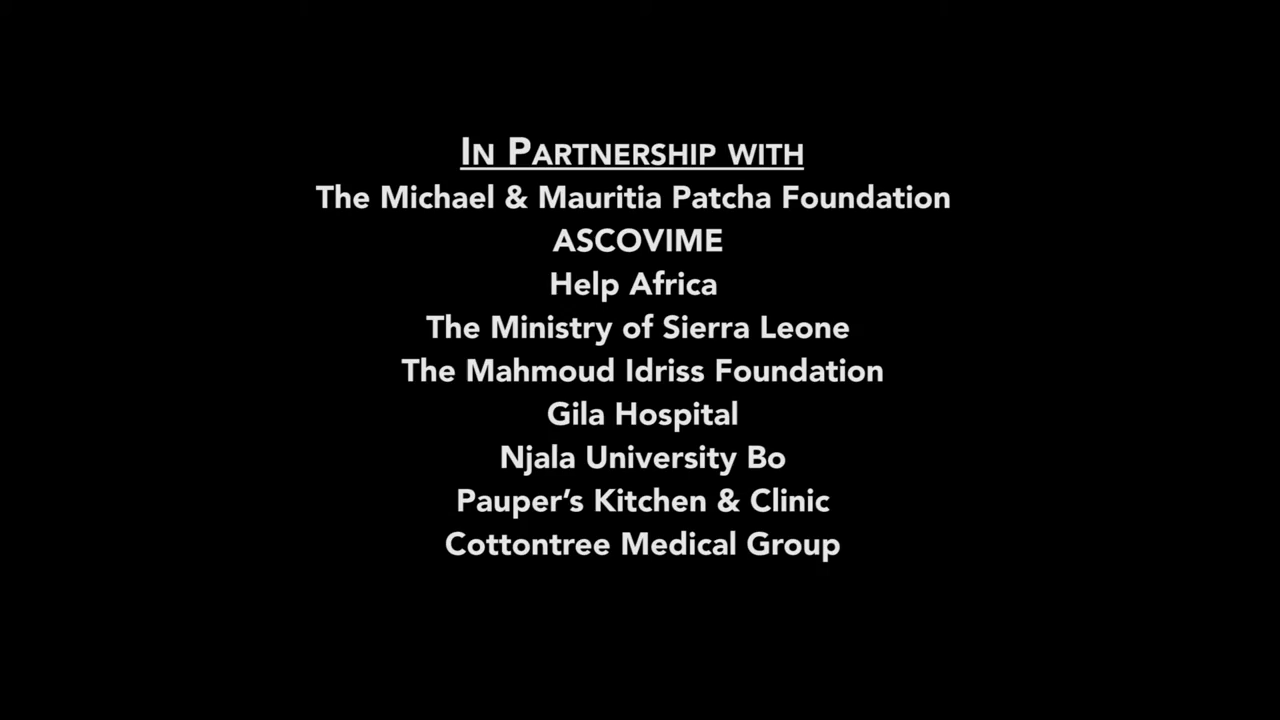 In Partnership with
The Michael & Mauritia Patcha Foundation
ASCOVIME
Help Africa
The Ministry of Sierra Leone
The Mahmoud Idriss Foundation
Gila Hospital
Njala University Bo
Pauper’s Kitchen & Clinic
Cottontree Medical Group